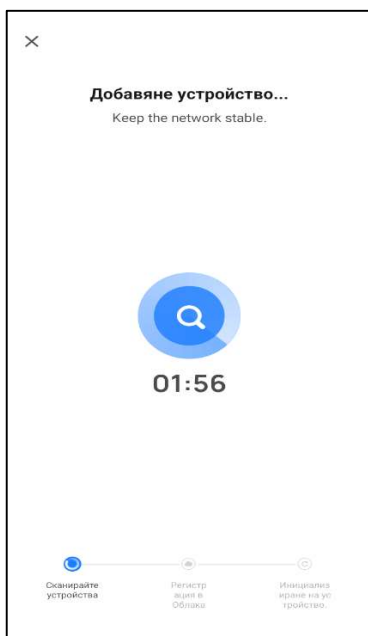 Добавяне устройство...
Keep the network stable.
01:56
Сканирайте
устройства
Регистр
ация в
Облака
Инициализ
иране на ус
тройство.